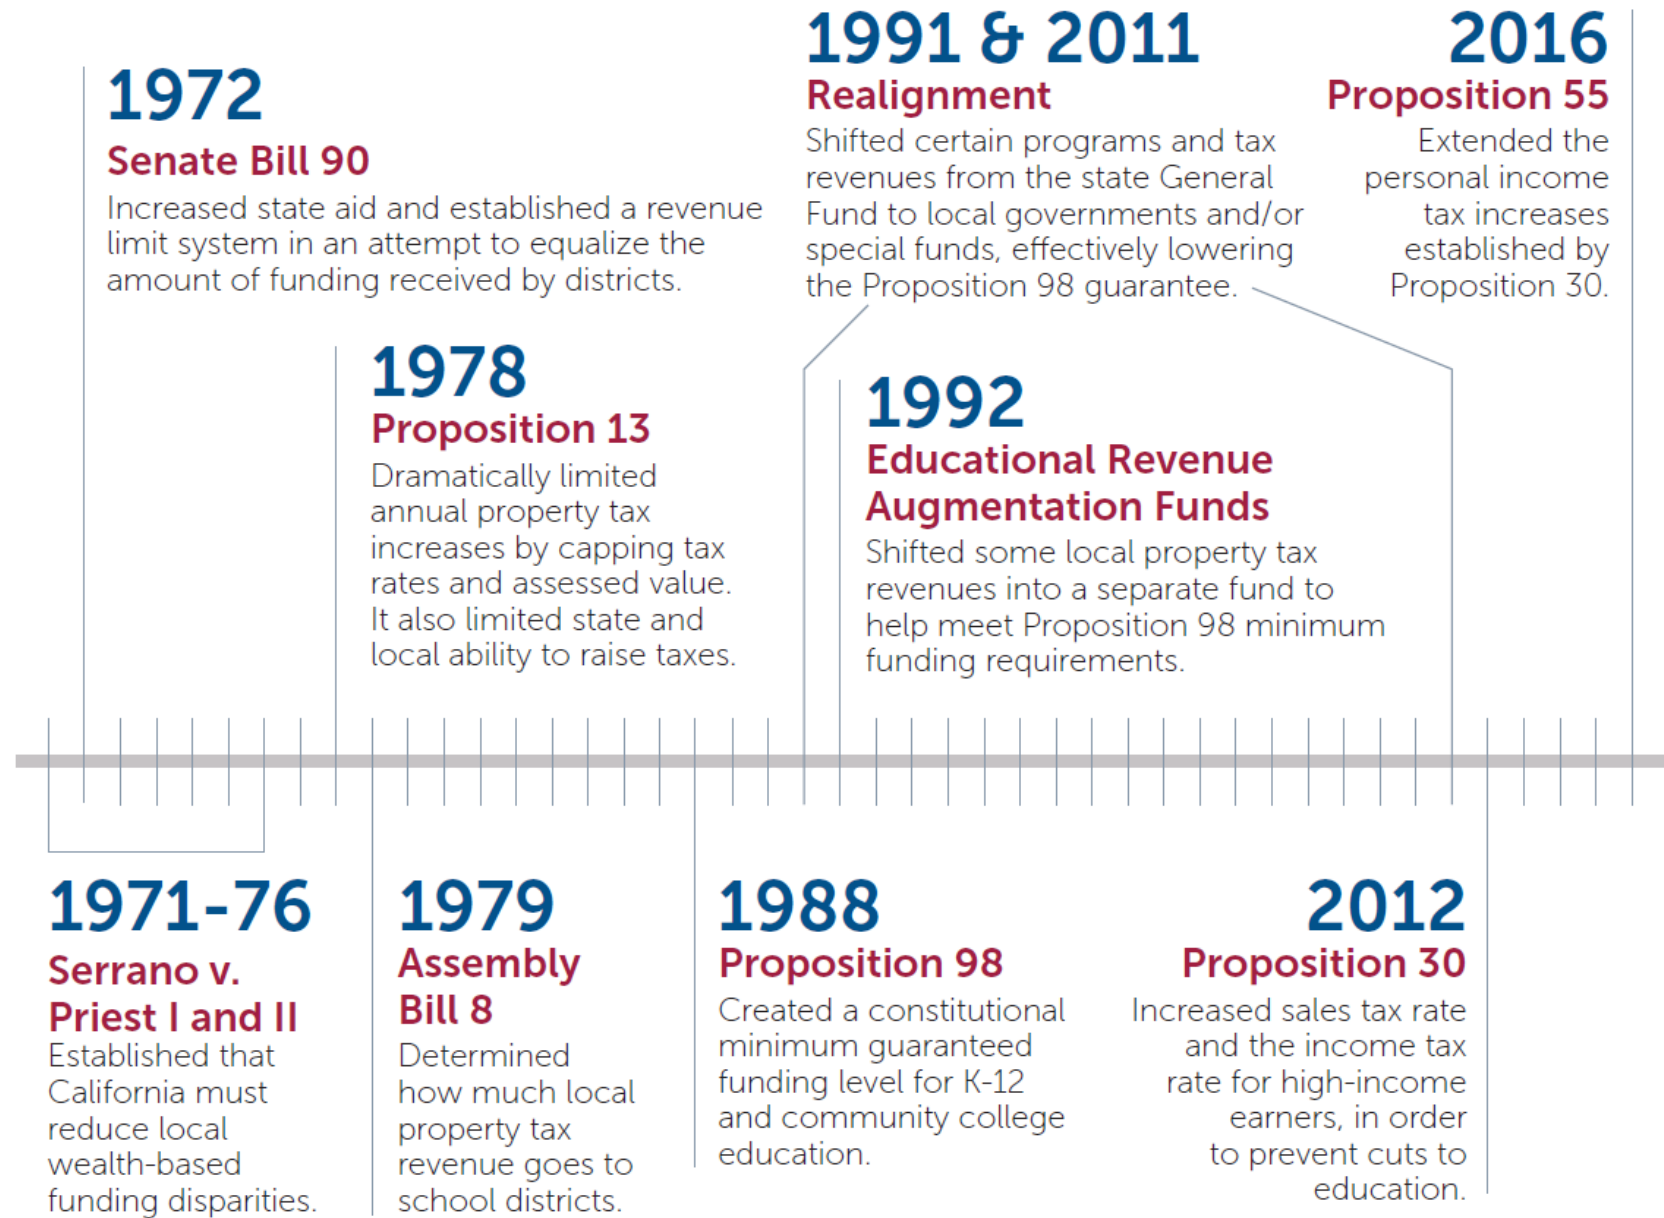 1972
Senate Bill 90
Increased state aid and established a revenue
limit system in an attempt to equalize the
amount of funding received by districts.
1978
Proposition 13
Dramatically limited
annual property tax
increases by capping tax
rates and assessed value.
It also limited state and
local ability to raise taxes.
1991 & 2011
Realignment
Shifted certain programs and tax
revenues from the state General
Fund to local governments and/or
special funds, effectively lowering
the Proposition 98 guarantee.
1992
Educational Revenue
Augmentation Funds
Shifted some local property tax
revenues into a separate fund to
help meet Proposition 98 minimum
funding requirements.
2016
Proposition 55
Extended the
personal income
tax increases
established by
Proposition 30.
1971-76
Serrano v.
Priest I and II
Established that
California must
reduce local
wealth-based
funding disparities.
1979
Assembly
Bill 8
Determined
how much local
property tax
revenue goes to
school districts.
1988
Proposition 98
Created a constitutional
minimum guaranteed
funding level for K-12
and community college
education.
2012
Proposition 30
Increased sales tax rate
and the income tax
rate for high-income
earners, in order
to prevent cuts to
education.